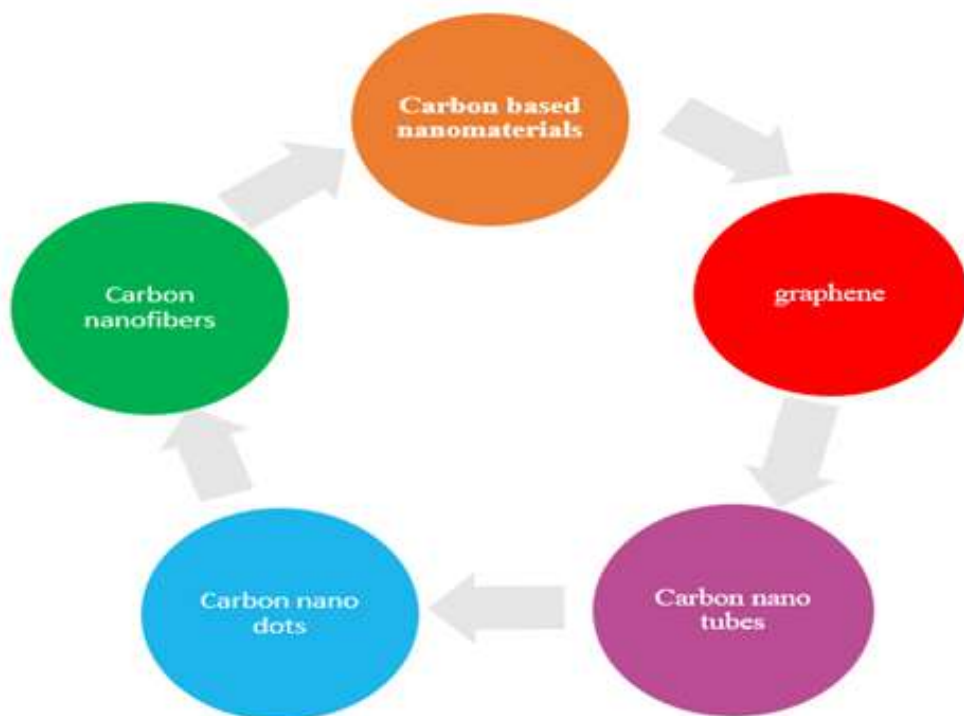 Carbon based
nanomaterials
graphene
Carbon nano
tubes
Carbon nano
dots
Carbon
nanofibers